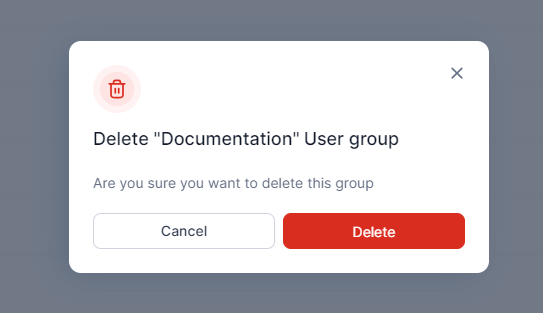 Delete "Documentation" User group
Are you sure you want to delete this group
Cancel
Delete